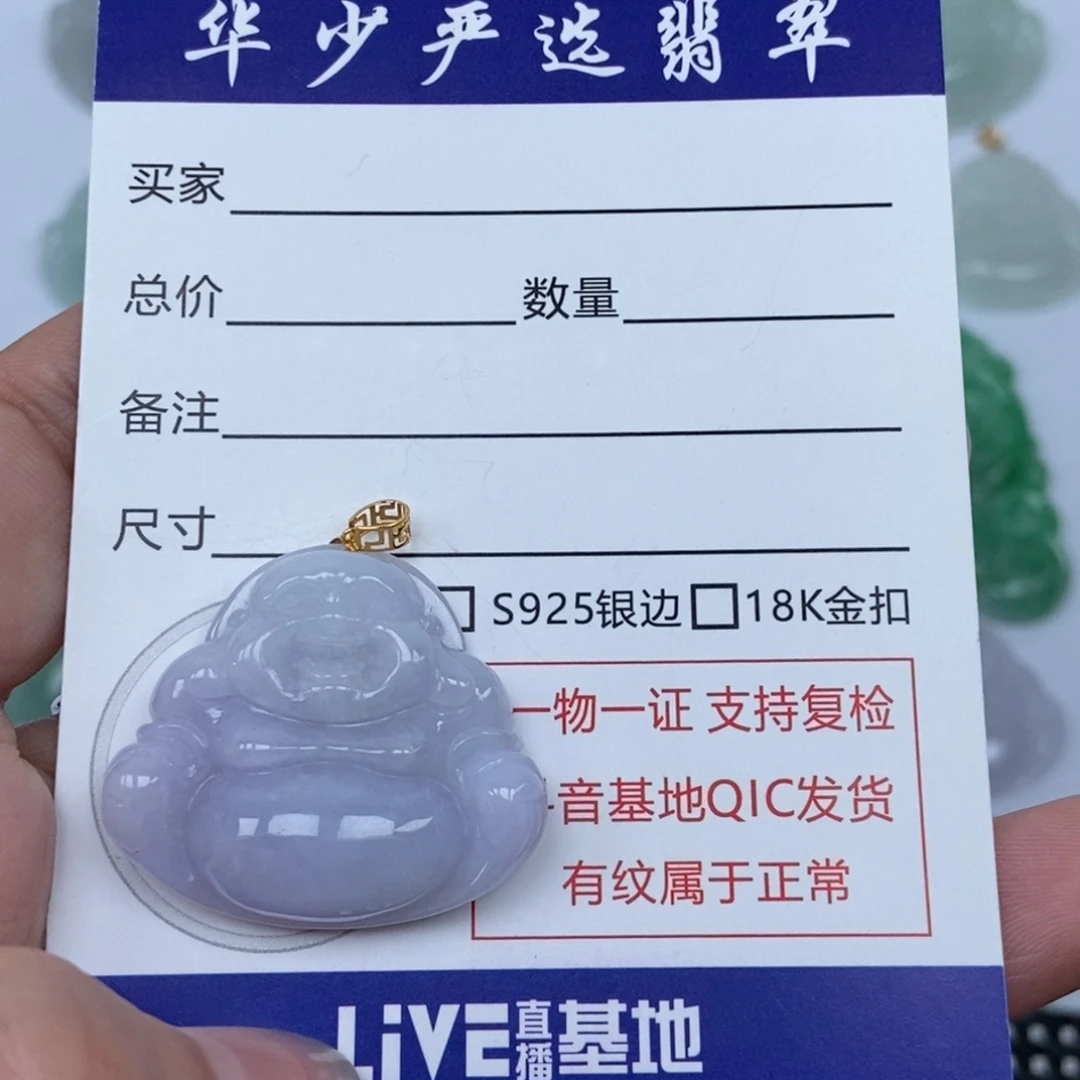 华少严选翡翠
买家
总价 数量
备注
尺寸
S925银边 18K金扣
一物一证 支持复检
音基地QIC发货
有纹属于正常
LiVE直播基地